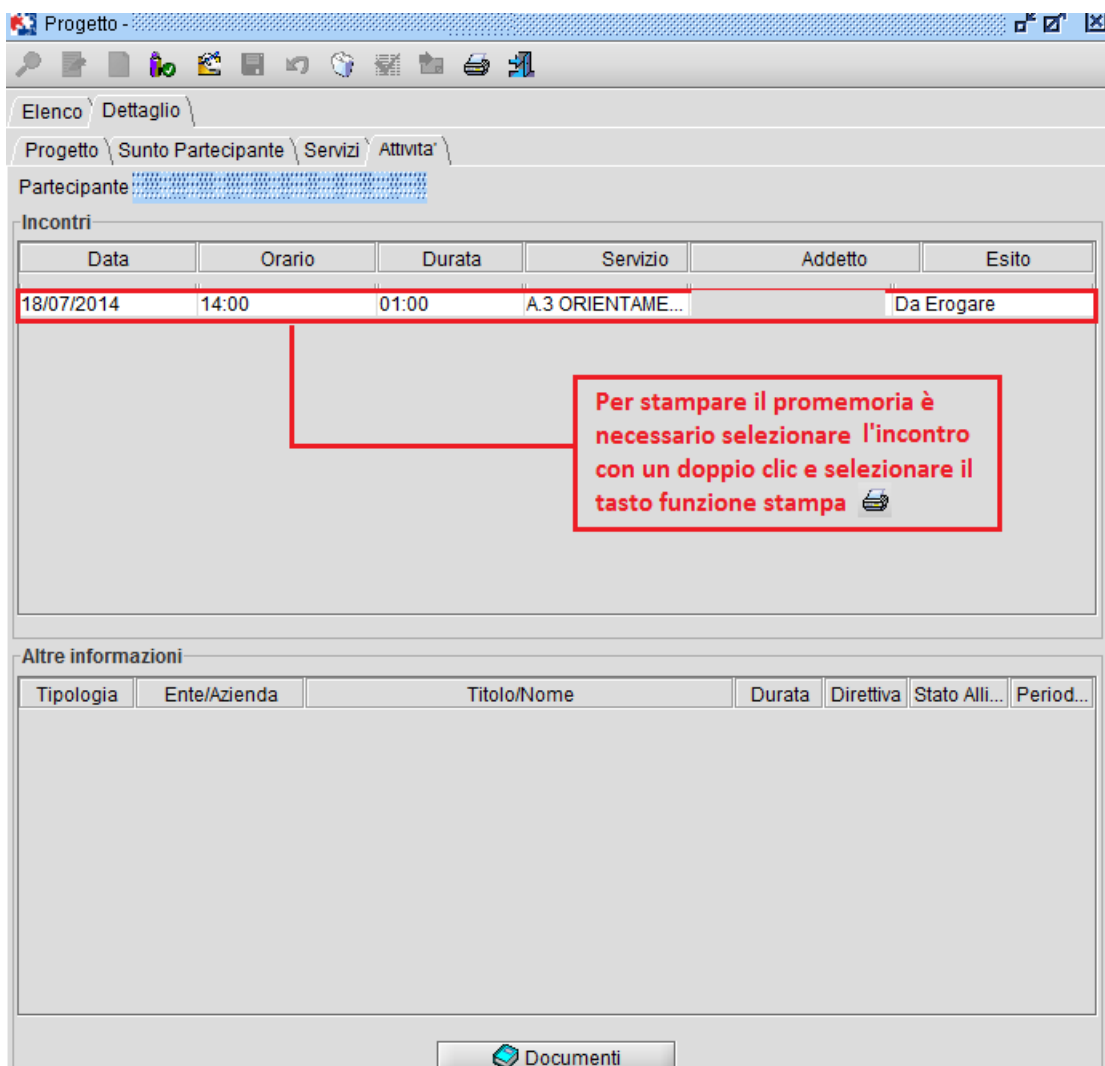 Progetto -
Elenco Dettaglio
Progetto Sunto Partecipante Servizi Attivita'
Partecipante
Incontri
Data Orario Durata Servizio Addetto Esito
18/07/2014 14:00 01:00 A.3 ORIENTAME... Da Erogare
Per stampare il promemoria è
necessario selezionare l'incontro
con un doppio clic e selezionare il
tasto funzione stampa
Altre informazioni
Tipologia Ente/Azienda Titolo/Nome Durata Direttiva Stato Alli... Period...
Documenti